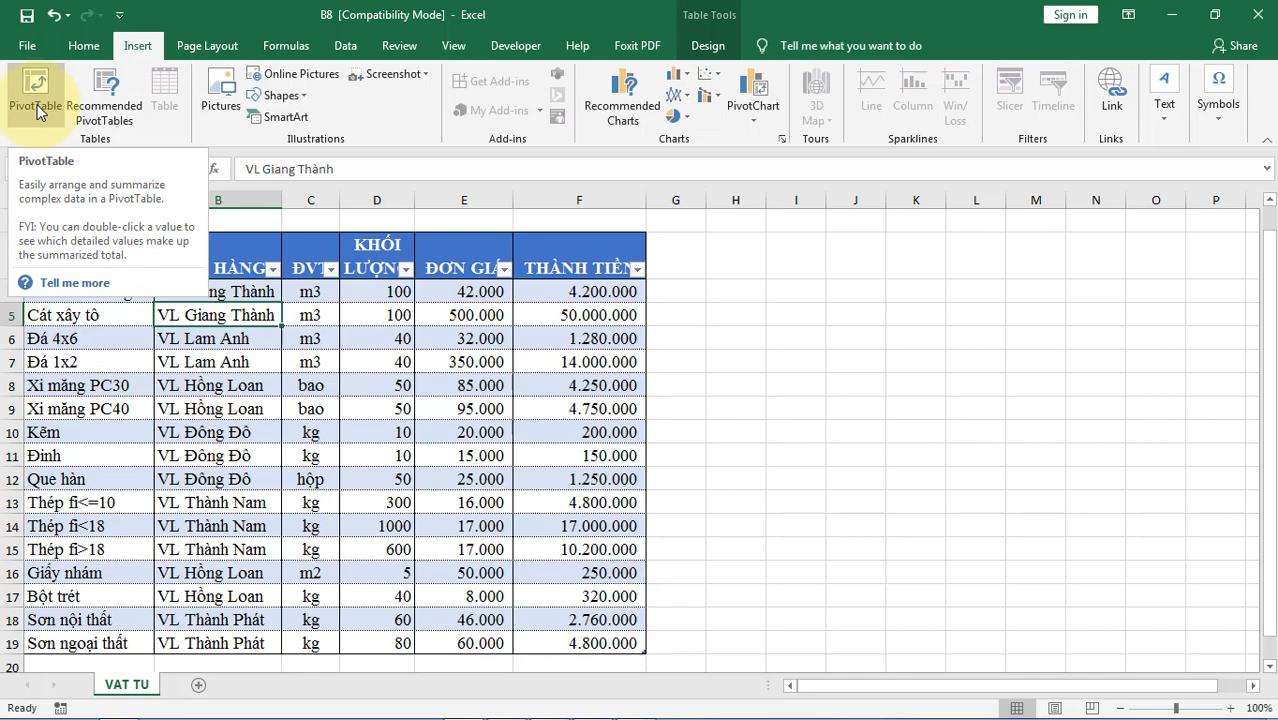 B8 [Compatibility Mode] - Excel
Table Tools
Sign in
File Home Insert Page Layout Formulas Data Review View Developer Help Foxit PDF Design Tell me what you want to do Share
PivotTable
Recommended
PivotTables
Table
Tables
Pictures
Online Pictures
Shapes
SmartArt
Screenshot
Illustrations
Get Add-ins
My Add-ins
Add-ins
Recommended
Charts
PivotChart
Charts
3D
Map
Tours
Line
Column
Win/
Loss
Sparklines
Slicer
Timeline
Filters
Link
Links
Text
Symbols
PivotTable
Easily arrange and summarize
complex data in a PivotTable.
FYI: You can double-click a value to
see which detailed values make up
the summarized total.
Tell me more
fx VL Giang Thành
B C D E F G H I J K L M N O P
HÀNG ĐVT KHỐI
LƯỢNG ĐƠN GIÁ THÀNH TIỀN
ng Thành m3 100 42.000 4.200.000
5 Cát xây tô VL Giang Thành m3 100 500.000 50.000.000
6 Đá 4x6 VL Lam Anh m3 40 32.000 1.280.000
7 Đá 1x2 VL Lam Anh m3 40 350.000 14.000.000
8 Xi măng PC30 VL Hồng Loan bao 50 85.000 4.250.000
9 Xi măng PC40 VL Hồng Loan bao 50 95.000 4.750.000
10 Kẽm VL Đông Đô kg 10 20.000 200.000
11 Đinh VL Đông Đô kg 10 15.000 150.000
12 Que hàn VL Đông Đô hộp 50 25.000 1.250.000
13 Thép fi<=10 VL Thành Nam kg 300 16.000 4.800.000
14 Thép fi<18 VL Thành Nam kg 1000 17.000 17.000.000
15 Thép fi>18 VL Thành Nam kg 600 17.000 10.200.000
16 Giấy nhám VL Hồng Loan m2 5 50.000 250.000
17 Bột trét VL Hồng Loan kg 40 8.000 320.000
18 Sơn nội thất VL Thành Phát kg 60 46.000 2.760.000
19 Sơn ngoại thất VL Thành Phát kg 80 60.000 4.800.000
20
VAT TU
Ready
100%